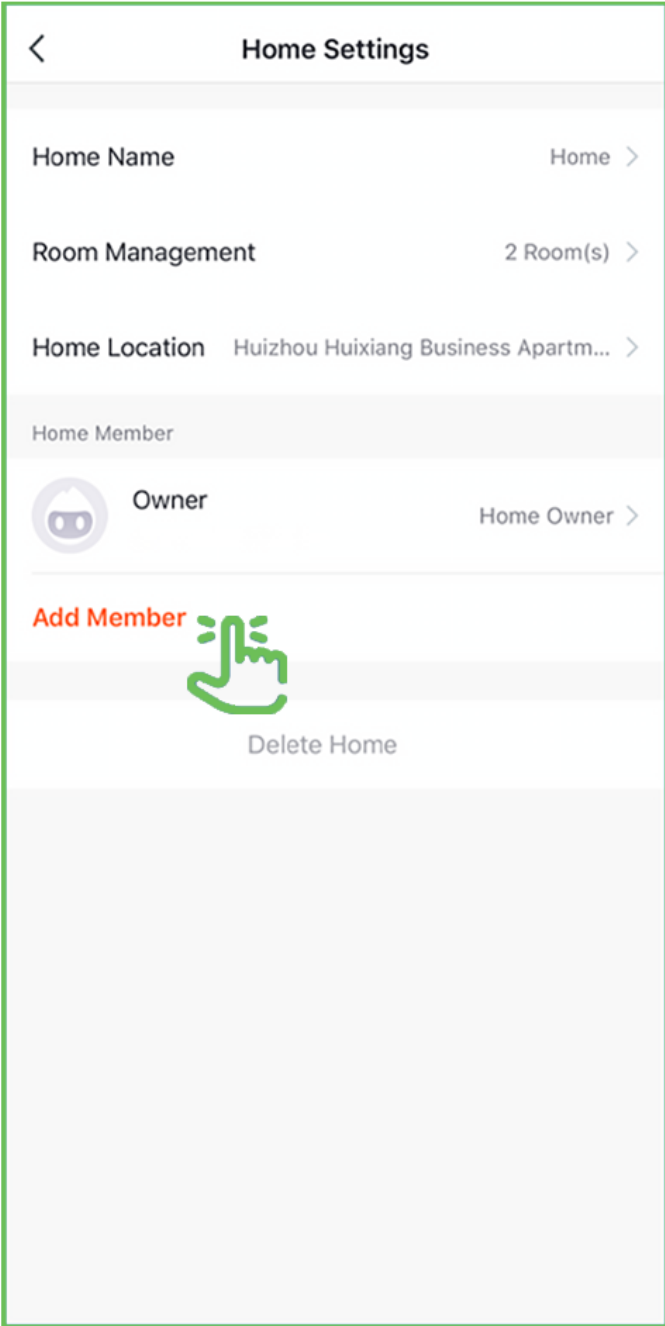 Home Settings
Home Name Home
Room Management 2 Room(s)
Home Location Huizhou Huixiang Business Apartm...
Home Member
Owner
Home Owner
Add Member
Delete Home